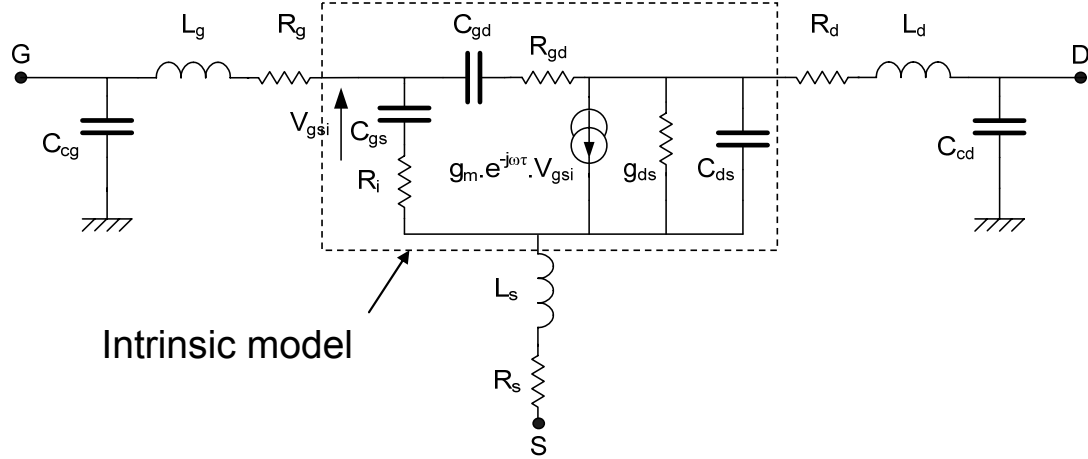 G
Lg
Rg
Cgd
Rgd
Rd
Ld
D
Ccg
Vgsi
Cgs
Ri
gm.e-jωτ.Vgsi
gds
Cds
Ccd
Ls
Intrinsic model
Rs
S